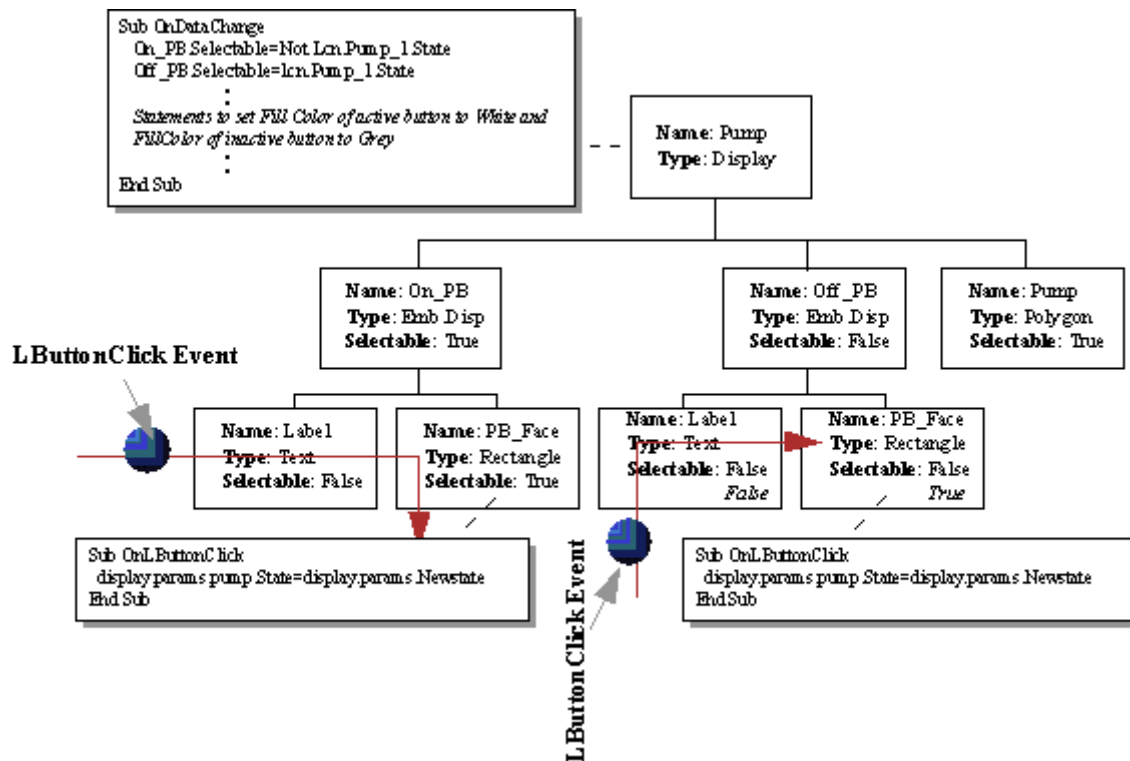 Sub OnDataChange
On_PB.Selectable=Not Lcn.Pump_1.State
Off_PB.Selectable=lcn.Pump_1.State
Statements to set Fill Color of active button to White and
FillColor of inactive button to Grey
End Sub
Name: Pump
Type: Display
Name: On_PB
Type: Emb.Disp
Selectable: True
Name: Off_PB
Type: Emb.Disp
Selectable: False
Name: Pump
Type: Polygon
Selectable: True
LButtonClick Event
Name: Label
Type: Text
Selectable: False
Name: PB_Face
Type: Rectangle
Selectable: True
Name: Label
Type: Text
Selectable: False
False
Name: PB_Face
Type: Rectangle
Selectable: False
True
Sub OnLButtonClick
display.params.pump.State=display.params.Newstate
End Sub
LButtonClick Event
Sub OnLButtonClick
display.params.pump.State=display.params.Newstate
End Sub